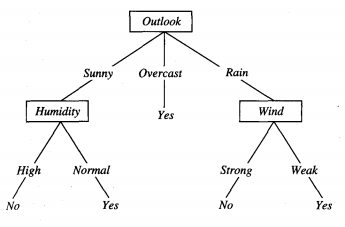 Outlook
Sunny Overcast Rain
Humidity Yes Wind
High Normal Strong Weak
No Yes No Yes